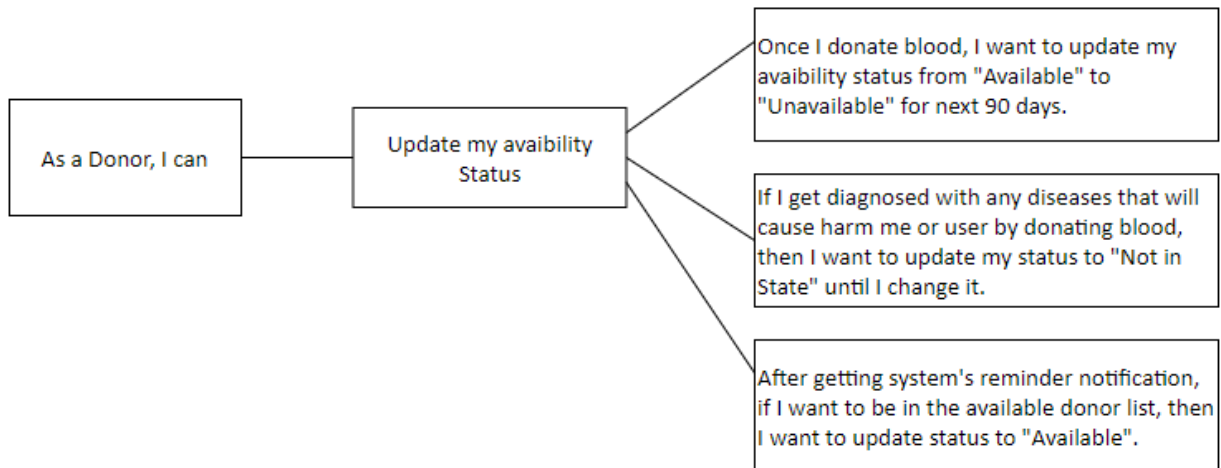 As a Donor, I can
Update my avaibility
Status
Once I donate blood, I want to update my
avaibility status from "Available" to
"Unavailable" for next 90 days.
If I get diagnosed with any diseases that will
cause harm me or user by donating blood,
then I want to update my status to "Not in
State" until I change it.
After getting system's reminder notification,
if I want to be in the available donor list, then
I want to update status to "Available".